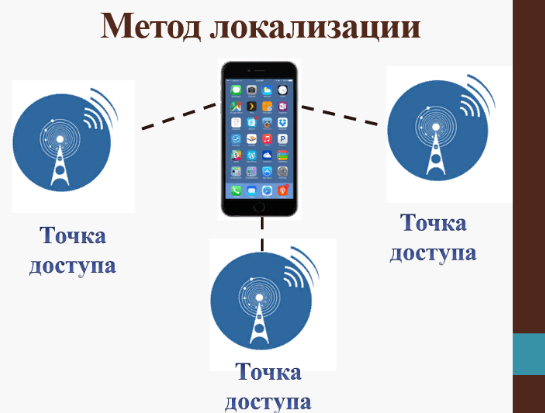 Метод локализации
Точка
доступа
Точка
доступа
Точка
доступа